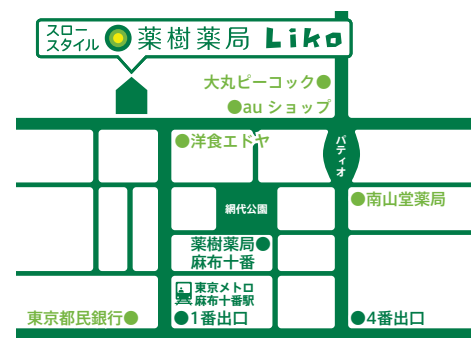 スロー
スタイル
薬樹薬局 Liko
大丸ピーコック
au ショップ
洋食エドヤ
パティオ
網代公園
南山堂薬局
薬樹薬局
麻布十番
東京メトロ
麻布十番駅
東京都民銀行
1番出口
4番出口